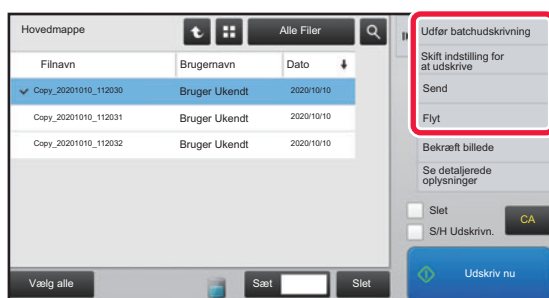 Hovedmappe
Alle Filer
Filnavn Brugernavn Dato
Copy_20201010_112030 Bruger Ukendt 2020/10/10
Copy_20201010_112031 Bruger Ukendt 2020/10/10
Copy_20201010_112032 Bruger Ukendt 2020/10/10
Vælg alle
Sæt
Slet
Udfør batchudskrivning
Skift indstilling for
at udskrive
Send
Flyt
Bekræft billede
Se detaljerede
oplysninger
Slet
S/H Udskrivn.
CA
Udskriv nu